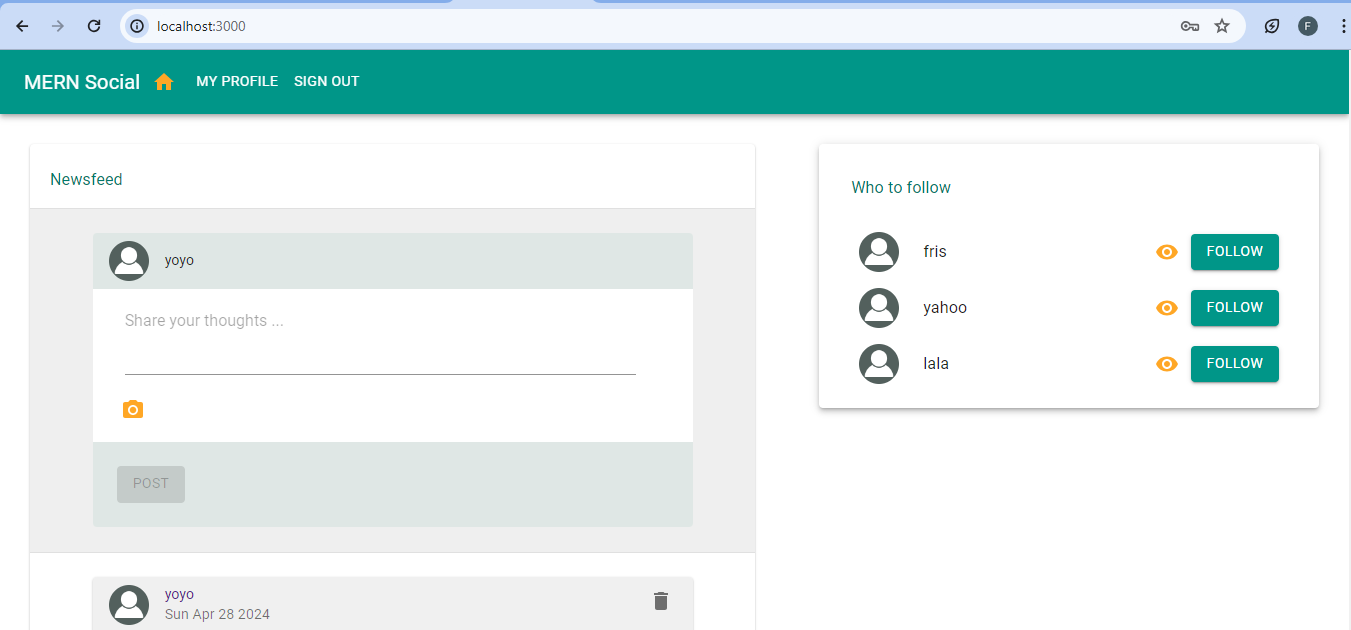 localhost:3000
F
MERN Social MY PROFILE SIGN OUT
Newsfeed
yoyo
Share your thoughts ...
POST
yoyo
Sun Apr 28 2024
Who to follow
fris FOLLOW
yahoo FOLLOW
lala FOLLOW